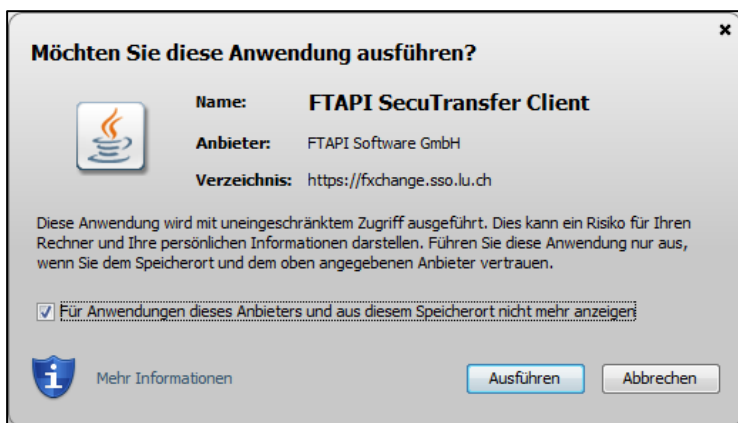 Möchten Sie diese Anwendung ausführen?
Name: FTAPI SecuTransfer Client
Anbieter: FTAPI Software GmbH
Verzeichnis: https://fxchange.sso.lu.ch
Diese Anwendung wird mit uneingeschränktem Zugriff ausgeführt. Dies kann ein Risiko für Ihren
Rechner und Ihre persönlichen Informationen darstellen. Führen Sie diese Anwendung nur aus,
wenn Sie dem Speicherort und dem oben angegebenen Anbieter vertrauen.
Für Anwendungen dieses Anbieters und aus diesem Speicherort nicht mehr anzeigen
Mehr Informationen Ausführen Abbrechen